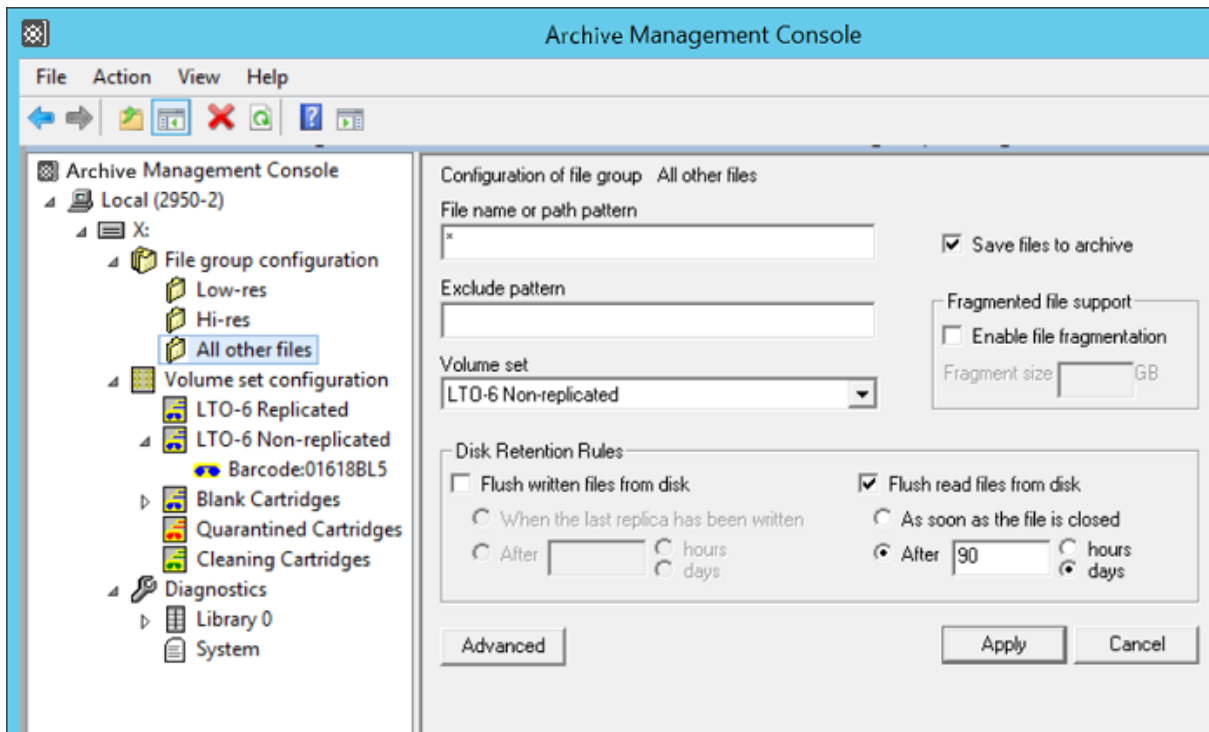 Archive Management Console
File Action View Help
Archive Management Console
Local (2950-2)
X:
File group configuration
Low-res
Hi-res
All other files
Volume set configuration
LTO-6 Replicated
LTO-6 Non-replicated
Barcode:01618BL5
Blank Cartridges
Quarantined Cartridges
Cleaning Cartridges
Diagnostics
Library 0
System
Configuration of file group All other files
File name or path pattern
*
Save files to archive
Exclude pattern
Fragmented file support
Enable file fragmentation
Fragment size GB
Volume set
LTO-6 Non-replicated
Disk Retention Rules
Flush written files from disk
When the last replica has been written
After hours
days
Flush read files from disk
As soon as the file is closed
After 90 hours
days
Advanced Apply Cancel